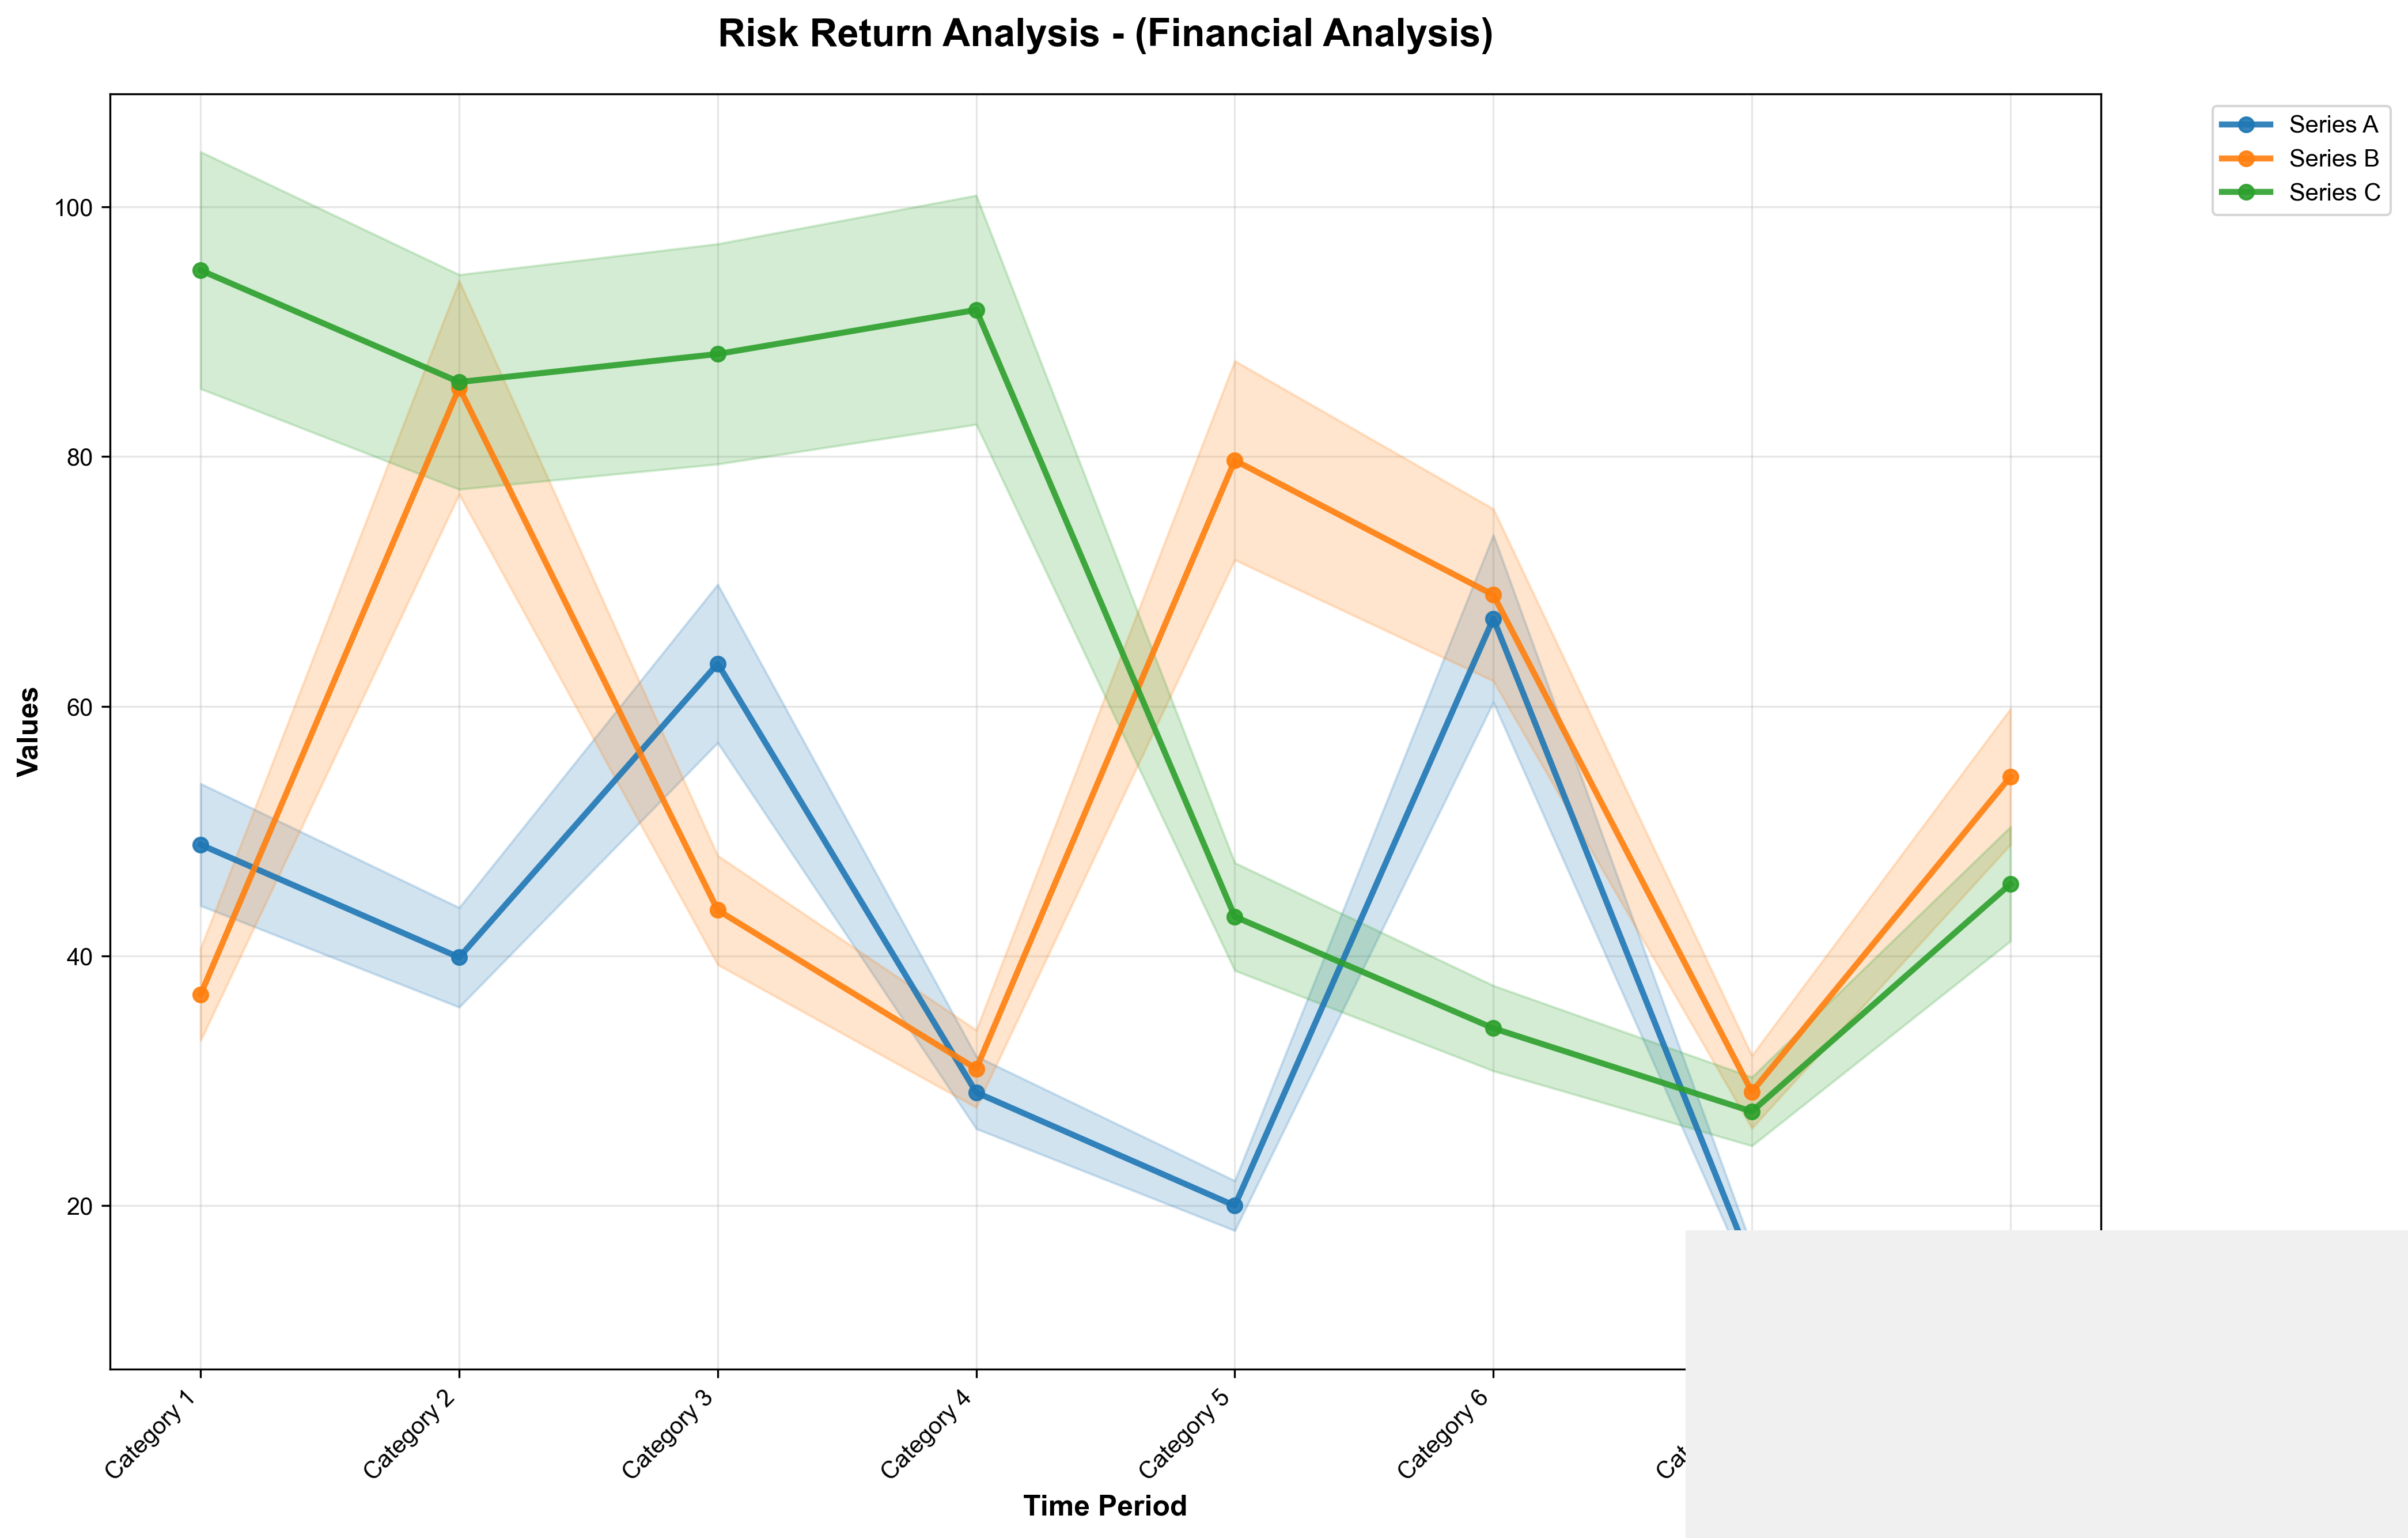 Risk Return Analysis - (Financial Analysis)
Series A
Series B
Series C
Values
100
80
60
40
20
Category 1
Category 2
Category 3
Category 4
Category 5
Category 6
Time Period